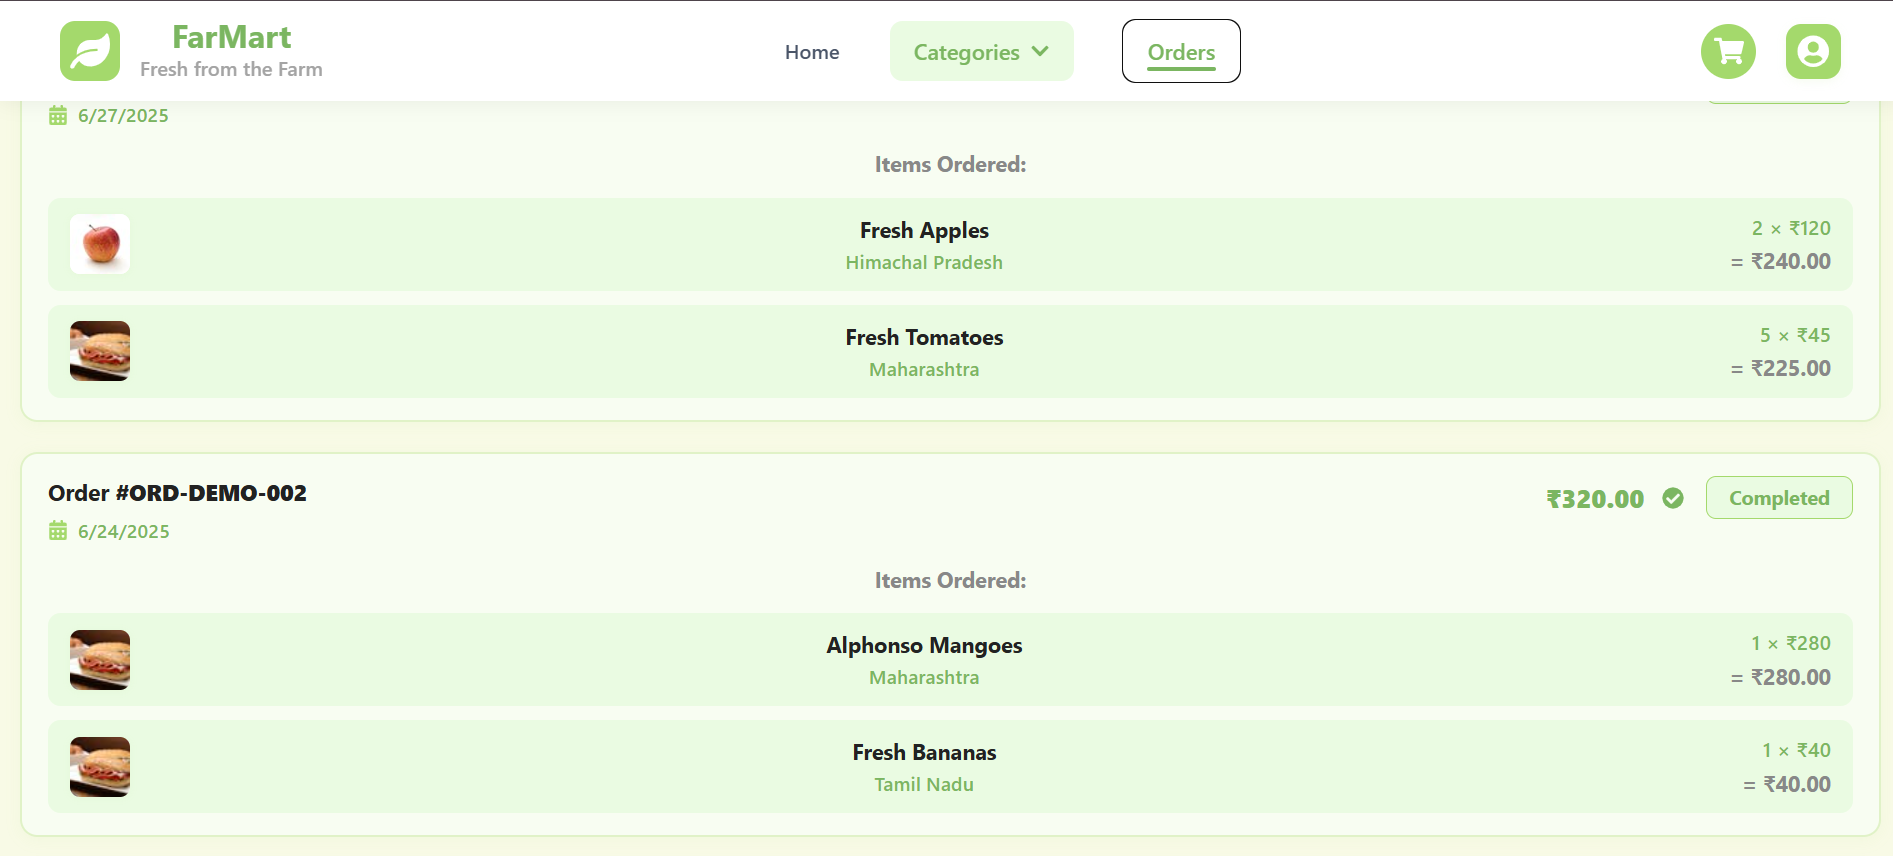 FarMart
Fresh from the Farm
Home
Categories
Orders
6/27/2025
Items Ordered:
Fresh Apples
Himachal Pradesh
2 × ₹120
= ₹240.00
Fresh Tomatoes
Maharashtra
5 × ₹45
= ₹225.00
Order #ORD-DEMO-002
₹320.00
Completed
6/24/2025
Items Ordered:
Alphonso Mangoes
Maharashtra
1 × ₹280
= ₹280.00
Fresh Bananas
Tamil Nadu
1 × ₹40
= ₹40.00